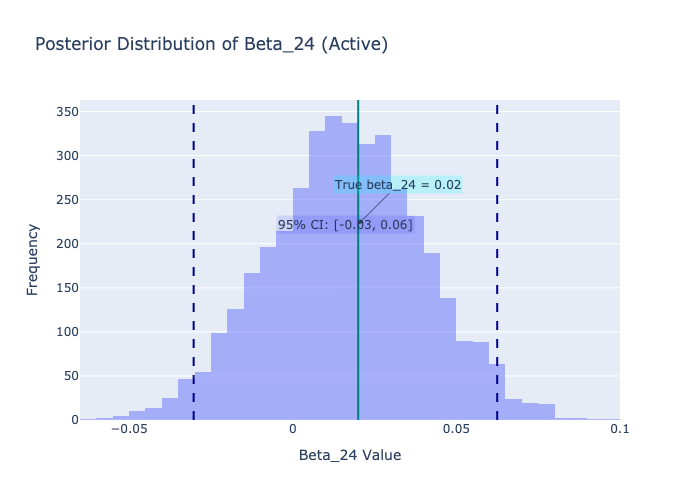 Posterior Distribution of Beta_24 (Active)
350
300
250
200
150
100
50
0
Frequency
True beta_24 = 0.02
95% CI: [-0.03, 0.06]
−0.05
0
0.05
0.1
Beta_24 Value